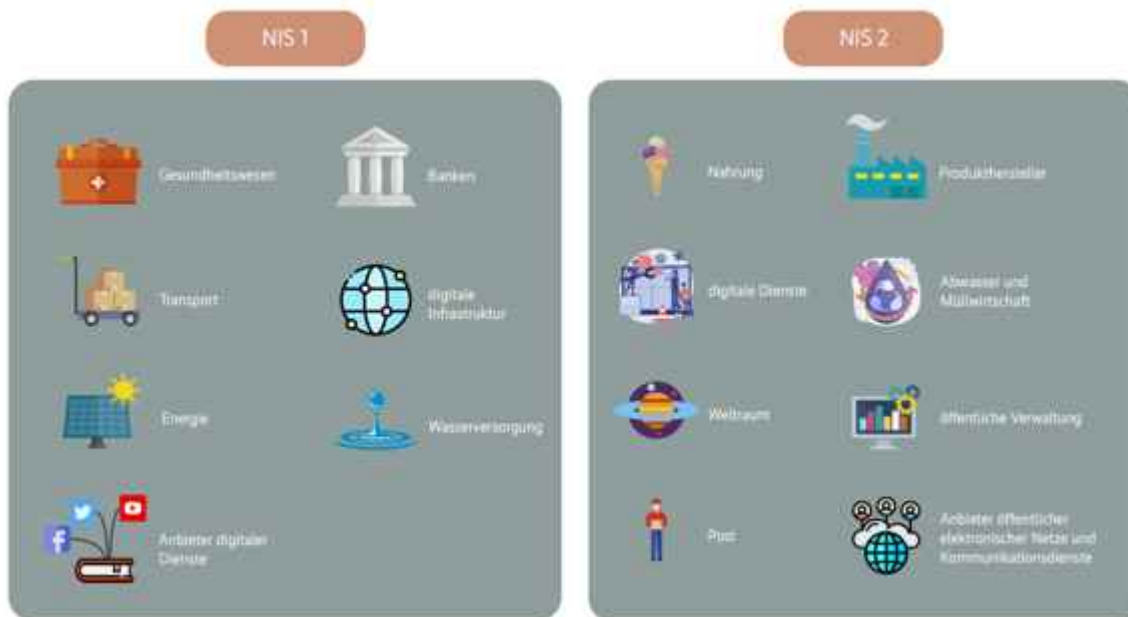 NIS 1
Gesundheitswesen
Banken
Transport
digitale
Infrastruktur
Energie
Wasserversorgung
Anbieter digitaler
Dienste
NIS 2
Nahrung
Produkthersteller
digitale Dienste
Abwasser und
Müllwirtschaft
Weltraum
öffentliche Verwaltung
Post
Anbieter öffentlicher
elektronischer Netze und
Kommunikationsdienste